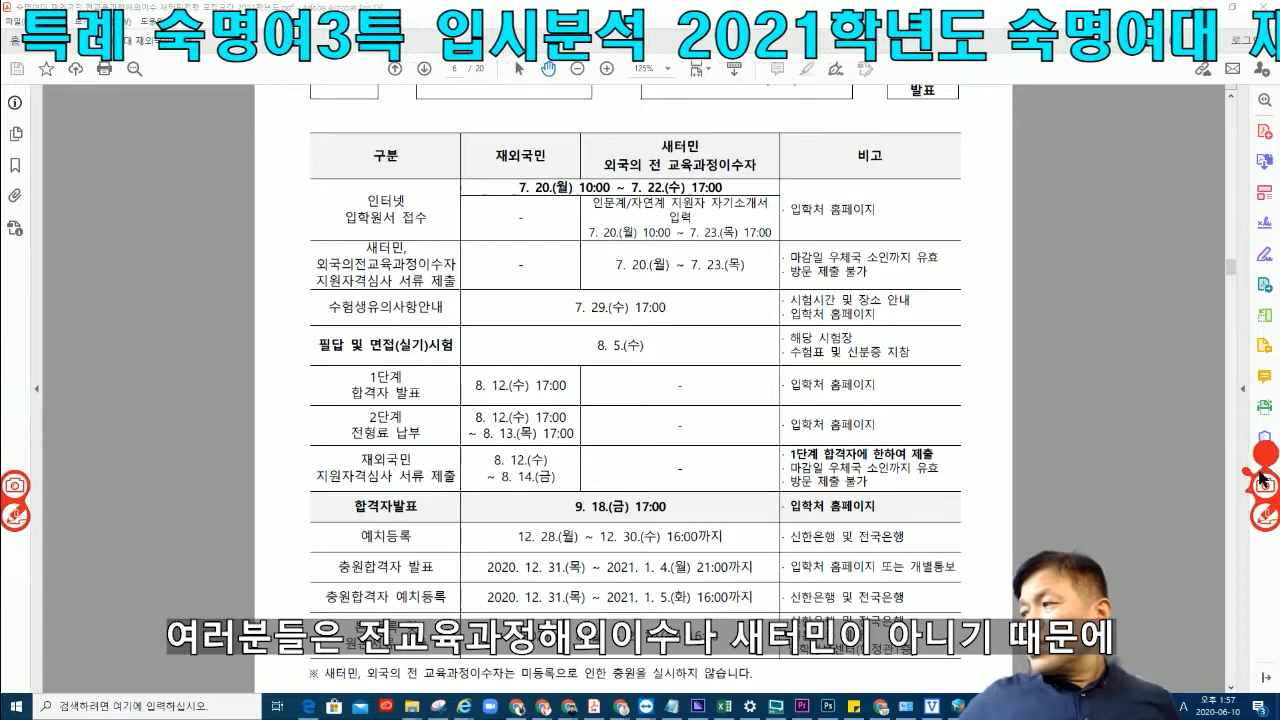 특례 숙명여3특 입시분석 2021학년도 숙명여대 재
6 / 20
125%
발표
구분 재외국민 새터민 외국의 전 교육과정이수자 비고
인터넷 입학원서 접수
7. 20.(월) 10:00 ~ 7. 22.(수) 17:00
-
인문계/자연계 지원자 자기소개서
입력
7. 20.(월) 10:00 ~ 7. 23.(목) 17:00
· 입학처 홈페이지
새터민,
외국의전교육과정이수자
지원자격심사 서류 제출
-
7. 20.(월) ~ 7. 23.(목)
· 마감일 우체국 소인까지 유효
· 방문 제출 불가
수험생유의사항안내
7. 29.(수) 17:00
· 시험시간 및 장소 안내
· 입학처 홈페이지
필답 및 면접(실기)시험
8. 5.(수)
· 해당 시험장
· 수험표 및 신분증 지참
1단계
합격자 발표
8. 12.(수) 17:00
-
· 입학처 홈페이지
2단계
전형료 납부
8. 12.(수) 17:00
~ 8. 13.(목) 17:00
-
· 입학처 홈페이지
재외국민
지원자격심사 서류 제출
8. 12.(수)
~ 8. 14.(금)
-
· 1단계 합격자에 한하여 제출
· 마감일 우체국 소인까지 유효
· 방문 제출 불가
합격자발표
9. 18.(금) 17:00
· 입학처 홈페이지
예치등록
12. 28.(월) ~ 12. 30.(수) 16:00까지
· 신한은행 및 전국은행
충원합격자 발표
2020. 12. 31.(목) ~ 2021. 1. 4.(월) 21:00까지
· 입학처 홈페이지 또는 개별통보
충원합격자 예치등록
2020. 12. 31.(목) ~ 2021. 1. 5.(화) 16:00까지
· 신한은행 및 전국은행
여러분들은 전교육과정해외이수나 새터민이 아니기 때문에
※ 새터민, 외국의 전 교육과정이수자는 미등록으로 인한 충원을 실시하지 않습니다.
검색하려면 여기에 입력하십시오.
A
오후 1:57
2020-06-10